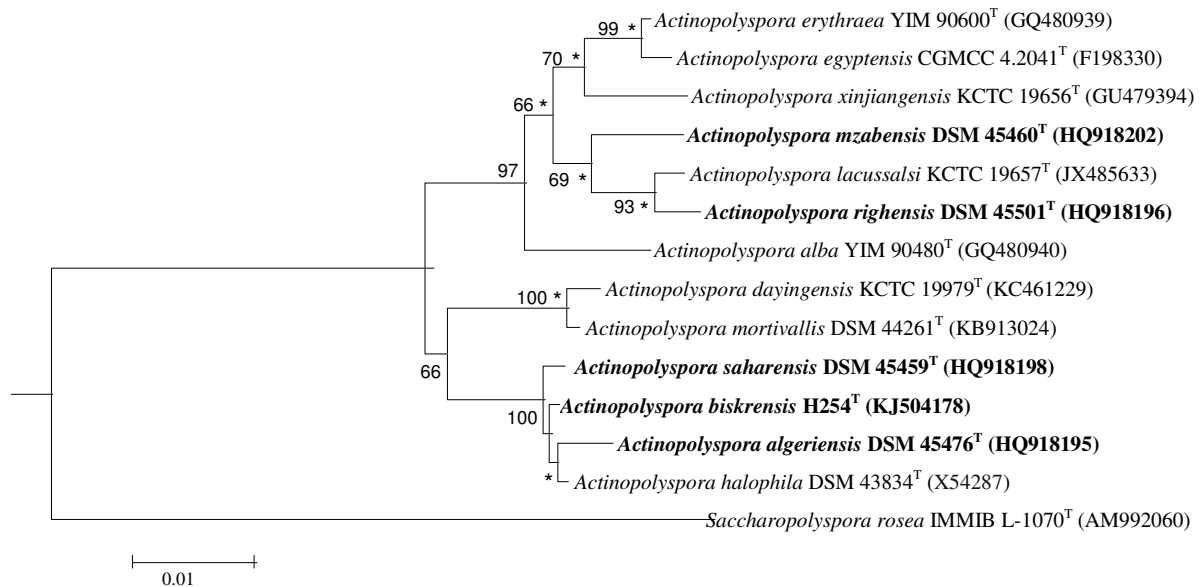 Actinopolyspora erythraea YIM 90600T (GQ480939)
99 *
Actinopolyspora egyptensis CGMCC 4.2041T (F198330)
70 *
Actinopolyspora xinjiangensis KCTC 19656T (GU479394)
66 *
Actinopolyspora mzabensis DSM 45460T (HQ918202)
97
Actinopolyspora lacussalsi KCTC 19657T (JX485633)
69 *
93 *
Actinopolyspora righensis DSM 45501T (HQ918196)
Actinopolyspora alba YIM 90480T (GQ480940)
Actinopolyspora dayingensis KCTC 19979T (KC461229)
100 *
Actinopolyspora mortivallis DSM 44261T (KB913024)
Actinopolyspora saharensis DSM 45459T (HQ918198)
66
Actinopolyspora biskrensis H254T (KJ504178)
100
Actinopolyspora algeriensis DSM 45476T (HQ918195)
*
Actinopolyspora halophila DSM 43834T (X54287)
Saccharopolyspora rosea IMMIB L-1070T (AM992060)
0.01